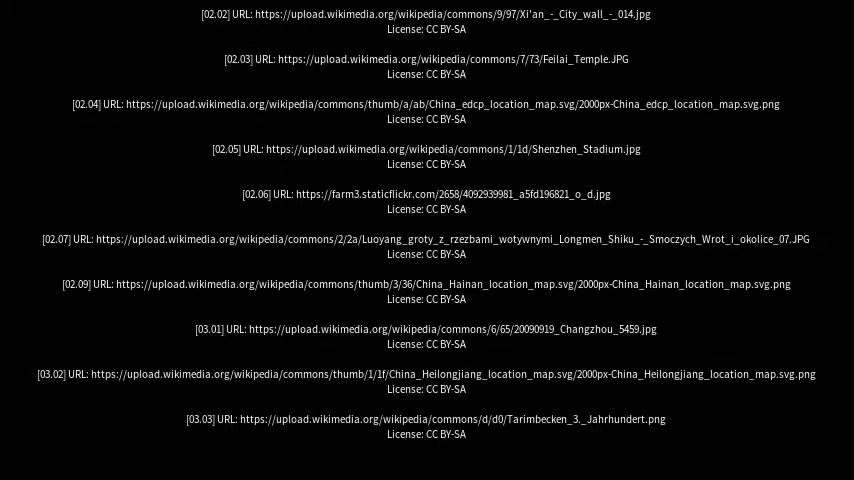 [02.02] URL: https://upload.wikimedia.org/wikipedia/commons/9/97/Xi'an_-_City_wall_-_014.jpg
License: CC BY-SA
[02.03] URL: https://upload.wikimedia.org/wikipedia/commons/7/73/Feilai_Temple.JPG
License: CC BY-SA
[02.04] URL: https://upload.wikimedia.org/wikipedia/commons/thumb/a/ab/China_edcp_location_map.svg/2000px-China_edcp_location_map.svg.png
License: CC BY-SA
[02.05] URL: https://upload.wikimedia.org/wikipedia/commons/1/1d/Shenzhen_Stadium.jpg
License: CC BY-SA
[02.06] URL: https://farm3.staticflickr.com/2658/4092939981_a5fd196821_o_d.jpg
License: CC BY-SA
[02.07] URL: https://upload.wikimedia.org/wikipedia/commons/2/2a/Luoyang_groty_z_rzezbami_wotywnymi_Longmen_Shiku_-_Smoczych_Wrot_i_okolice_07.JPG
License: CC BY-SA
[02.09] URL: https://upload.wikimedia.org/wikipedia/commons/thumb/3/36/China_Hainan_location_map.svg/2000px-China_Hainan_location_map.svg.png
License: CC BY-SA
[03.01] URL: https://upload.wikimedia.org/wikipedia/commons/6/65/20090919_Changzhou_5459.jpg
License: CC BY-SA
[03.02] URL: https://upload.wikimedia.org/wikipedia/commons/thumb/1/1f/China_Heilongjiang_location_map.svg/2000px-China_Heilongjiang_location_map.svg.png
License: CC BY-SA
[03.03] URL: https://upload.wikimedia.org/wikipedia/commons/d/d0/Tarimbecken_3._Jahrhundert.png
License: CC BY-SA